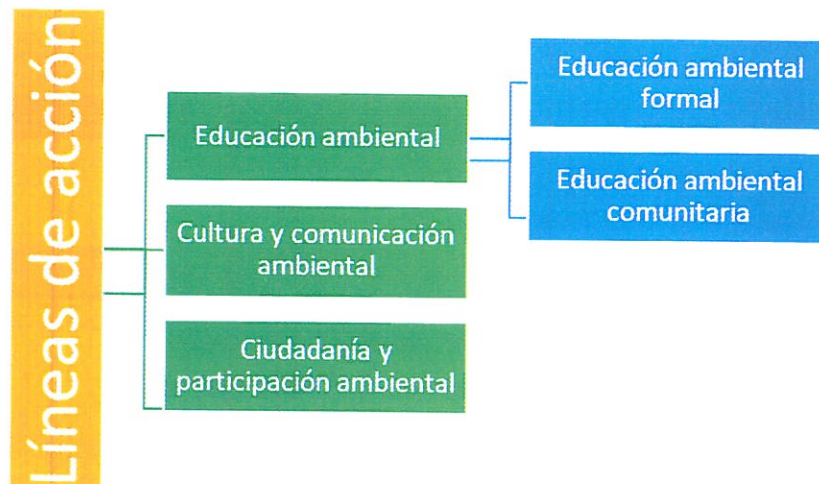 Líneas de acción
Educación ambiental
Cultura y comunicación
ambiental
Ciudadanía y
participación ambiental
Educación ambiental
formal
Educación ambiental
comunitaria